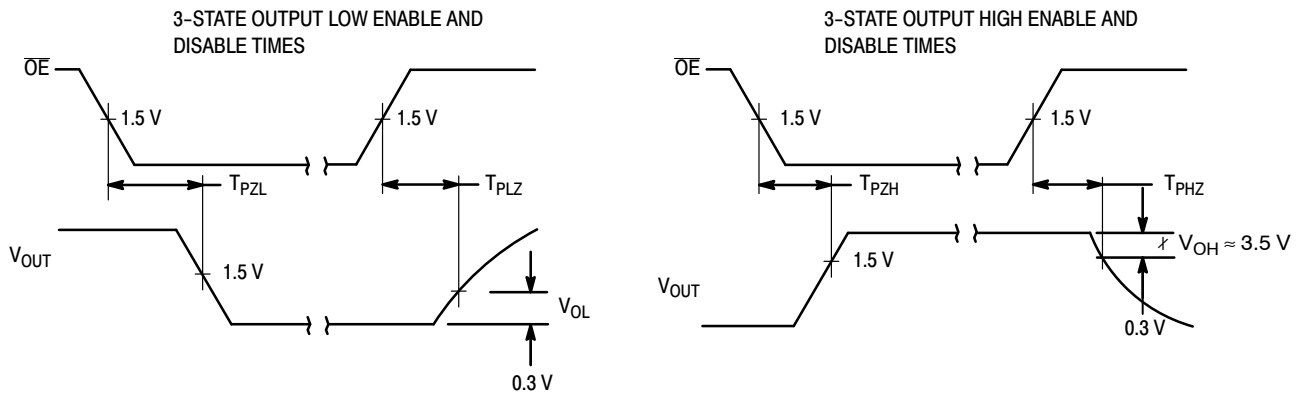 3-STATE OUTPUT LOW ENABLE AND
DISABLE TIMES
OE
1.5 V
1.5 V
TPZL
TPLZ
VOUT
1.5 V
VOL
0.3 V
3-STATE OUTPUT HIGH ENABLE AND
DISABLE TIMES
OE
1.5 V
1.5 V
TPZH
TPHZ
VOH ≈ 3.5 V
1.5 V
VOUT
0.3 V